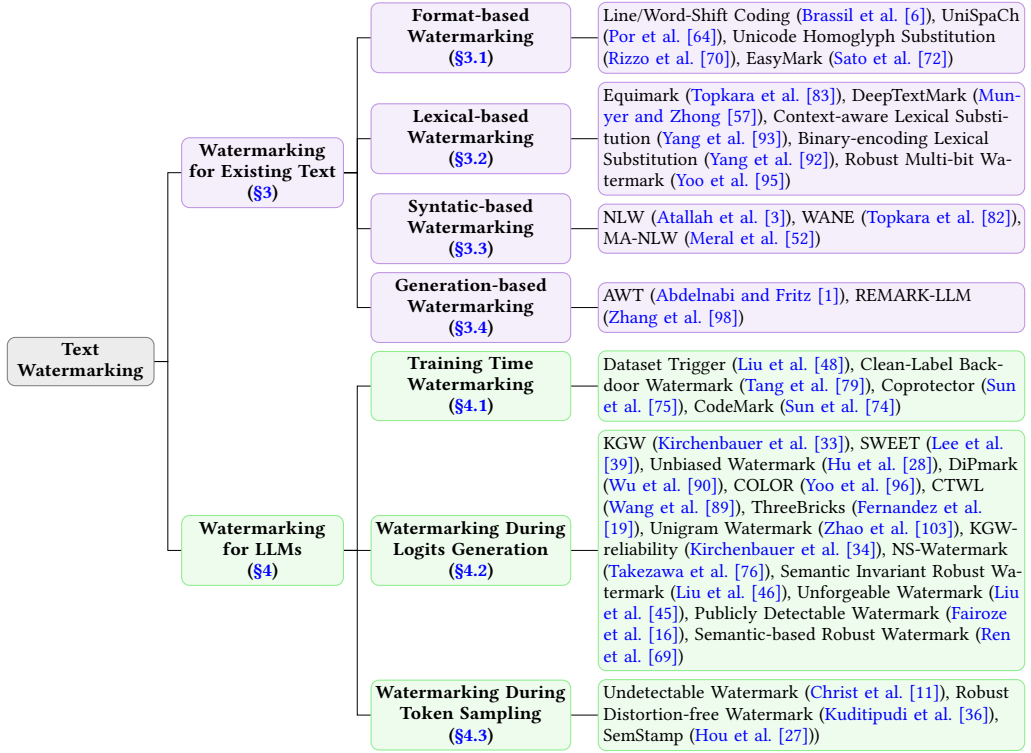 Text
Watermarking
Watermarking
for Existing Text
(§3)
Format-based
Watermarking
(§3.1)
Line/Word-Shift Coding (Brassil et al. [6]), UniSpaCh
(Por et al. [64]), Unicode Homoglyph Substitution
(Rizzo et al. [70]), EasyMark (Sato et al. [72])
Lexical-based
Watermarking
(§3.2)
Equimark (Topkara et al. [83]), DeepTextMark (Mun-
yer and Zhong [57]), Context-aware Lexical Substi-
tution (Yang et al. [93]), Binary-encoding Lexical
Substitution (Yang et al. [92]), Robust Multi-bit Wa-
termark (Yoo et al. [95])
Syntatic-based
Watermarking
(§3.3)
NLW (Atallah et al. [3]), WANE (Topkara et al. [82]),
MA-NLW (Meral et al. [52])
Generation-based
Watermarking
(§3.4)
AWT (Abdelnabi and Fritz [1]), REMARK-LLM
(Zhang et al. [98])
Watermarking
for LLMs
(§4)
Training Time
Watermarking
(§4.1)
Dataset Trigger (Liu et al. [48]), Clean-Label Back-
door Watermark (Tang et al. [79]), Coprotector (Sun
et al. [75]), CodeMark (Sun et al. [74])
Watermarking During
Logits Generation
(§4.2)
KGW (Kirchenbauer et al. [33]), SWEET (Lee et al.
[39]), Unbiased Watermark (Hu et al. [28]), DiPmark
(Wu et al. [90]), COLOR (Yoo et al. [96]), CTWL
(Wang et al. [89]), ThreeBricks (Fernandez et al.
[19]), Unigram Watermark (Zhao et al. [103]), KGW-
reliability (Kirchenbauer et al. [34]), NS-Watermark
(Takezawa et al. [76]), Semantic Invariant Robust Wa-
termark (Liu et al. [46]), Unforgeable Watermark (Liu
et al. [45]), Publicly Detectable Watermark (Fairoze
et al. [16]), Semantic-based Robust Watermark (Ren
et al. [69])
Watermarking During
Token Sampling
(§4.3)
Undetectable Watermark (Christ et al. [11]), Robust
Distortion-free Watermark (Kuditipudi et al. [36]),
SemStamp (Hou et al. [27]))